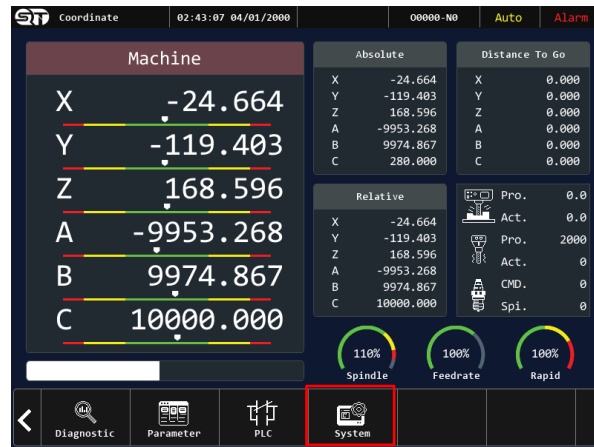 Coordinate 02:43:07 04/01/2000 O0000-N0 Auto Alarm
Machine
X -24.664
Y -119.403
Z 168.596
A -9953.268
B 9974.867
C 10000.000
Absolute
X -24.664
Y -119.403
Z 168.596
A -9953.268
B 9974.867
C 280.000
Distance To Go
X 0.000
Y 0.000
Z 0.000
A 0.000
B 0.000
C 0.000
Relative
X -24.664
Y -119.403
Z 168.596
A -9953.268
B 9974.867
C 10000.000
Pro. 0.0
Act. 0.0
Pro. 2000
Act. 0
CMD. 0
Spi. 0
110% 100% 100%
Spindle Feedrate Rapid
Diagnostic Parameter PLC System